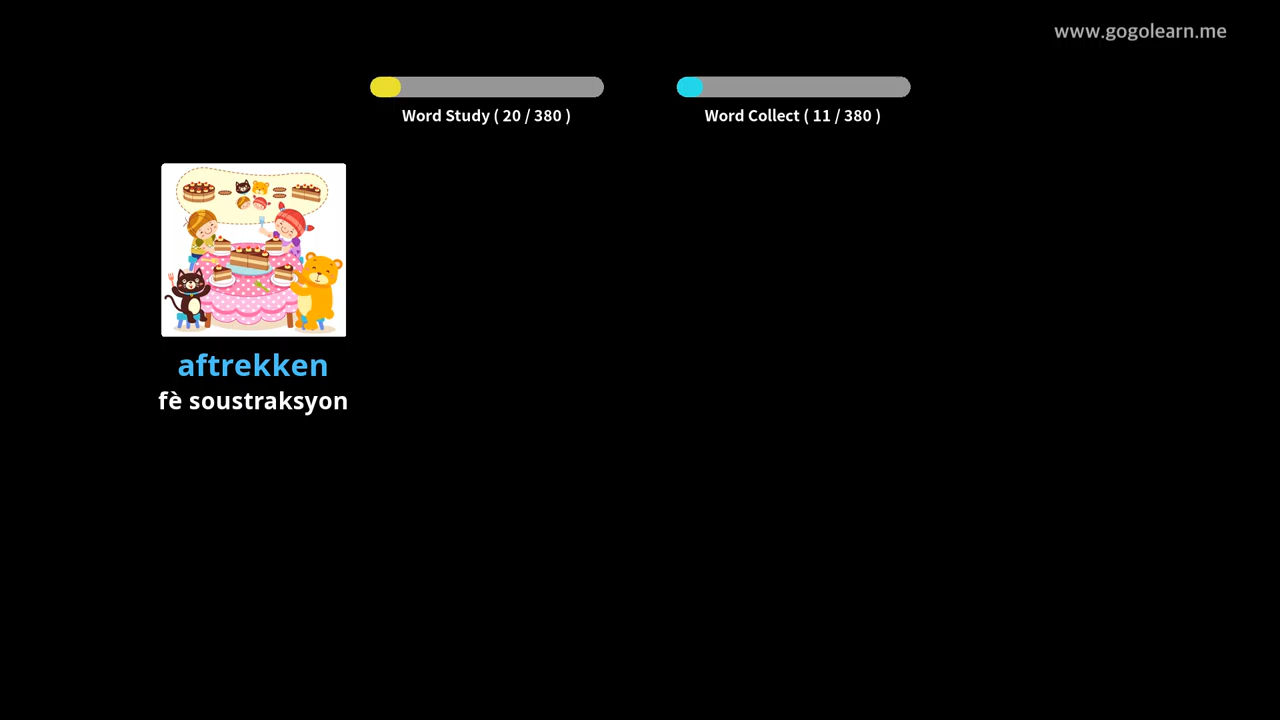 www.gogolearn.me
Word Study ( 20 / 380 )
Word Collect ( 11 / 380 )
aftrekken
fè soustraksyon